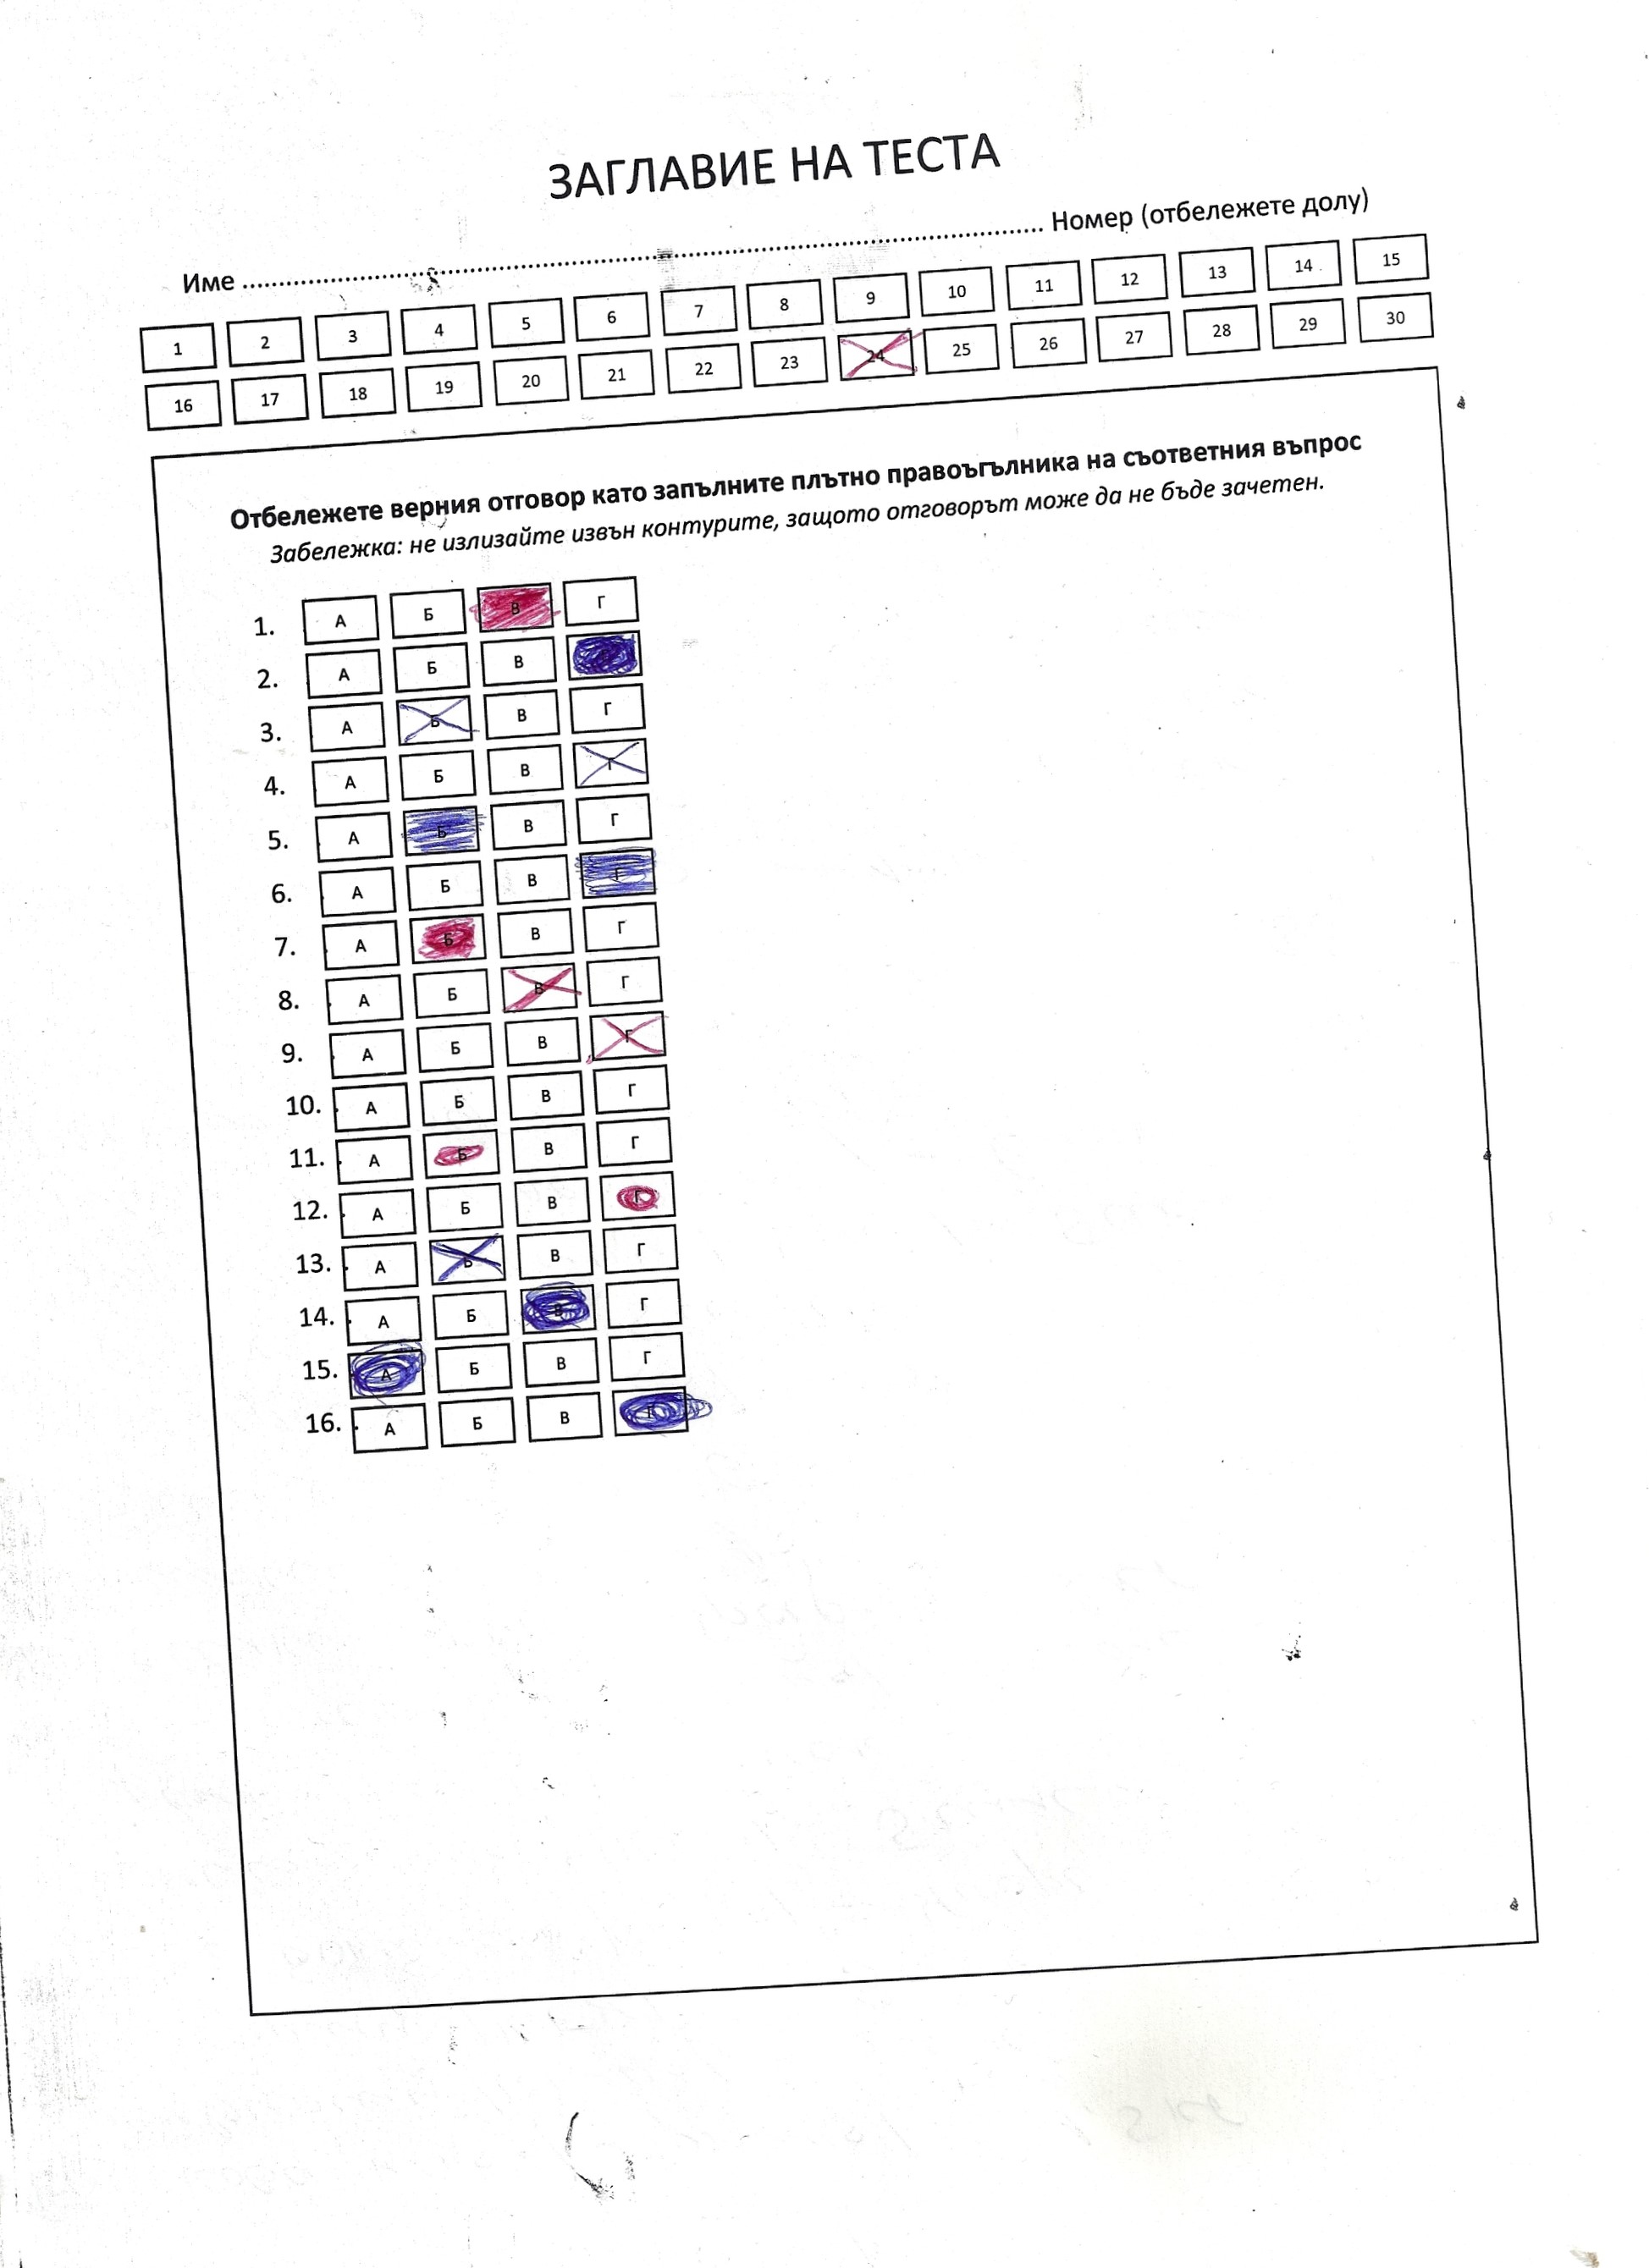 ЗАГЛАВИЕ НА ТЕСТА
Име ........................................................................................................ Номер (отбележете долу)
1 2 3 4 5 6 7 8 9 10 11 12 13 14 15
16 17 18 19 20 21 22 23 24 25 26 27 28 29 30
Отбележете верния отговор като запълните плътно правоъгълника на съответния въпрос
Забележка: не излизайте извън контурите, защото отговорът може да не бъде зачетен.
1. А Б В Г
2. А Б В
3. А Б В Г
4. А Б В Г
5. А Б В Г
6. А Б В Г
7. А Б В Г
8. А Б В Г
9. А Б В Г
10. А Б В Г
11. А Б В Г
12. А Б В Г
13. А Б В Г
14. А Б В Г
15. А Б В Г
16. А Б В Г